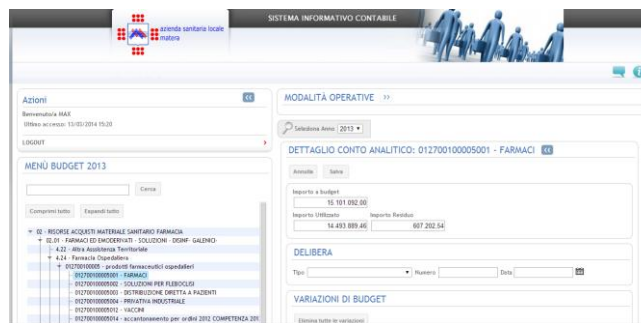 azienda sanitaria locale
matera
SISTEMA INFORMATIVO CONTABILE
Azioni
Benvenuto/a MAX
Ultimo accesso: 13/05/2014 15:20
LOGOUT
MENÙ BUDGET 2013
Cerca
Comprimi tutto Espandi tutto
02 - RISORSE ACQUISTI MATERIALE SANITARIO FARMACIA
02.01 - FARMACI ED EMODERIVATI - SOLUZIONI - DISINF- GALENICI-
4.22 - Altra Assistenza Territoriale
4.24 - Farmacia Ospedaliera
012700100005 - prodotti farmaceutici ospedalieri
012700100005001 - FARMACI
012700100005002 - SOLUZIONI PER FLEBOCLISI
012700100005003 - DISTRIBUZIONE DIRETTA A PAZIENTI
012700100005004 - PRIVATIVA INDUSTRIALE
012700100005012 - VACCINI
012700100005014 - accantonamento per ordini 2012 COMPETENZA 201
MODALITÀ OPERATIVE
Seleziona Anno 2013
DETTAGLIO CONTO ANALITICO: 012700100005001 - FARMACI
Annulla Salva
Importo a budget
15 101 092.00
Importo Utilizzato Importo Residuo
14 493 889.46 607 202.54
DELIBERA
Tipo Numero Data
VARIAZIONI DI BUDGET
Elimina tutte le variazioni